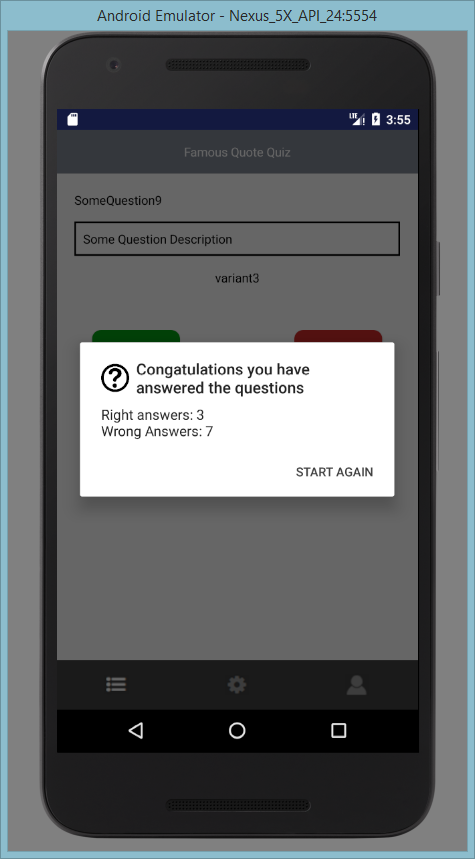 Android Emulator - Nexus_5X_API_24:5554
LTE 3:55
Famous Quote Quiz
SomeQuestion9
Some Question Description
variant3
Congatulations you have
answered the questions
Right answers: 3
Wrong Answers: 7
START AGAIN